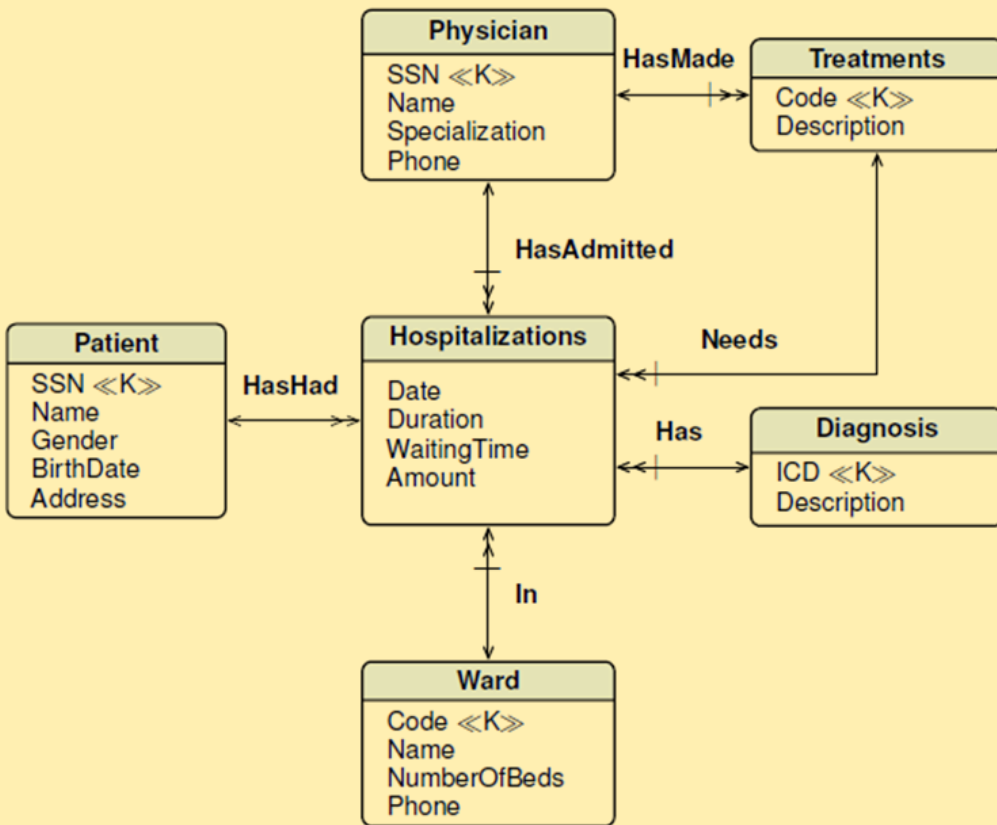 Physician
SSN ≪K≫
Name
Specialization
Phone
HasMade
Treatments
Code ≪K≫
Description
HasAdmitted
Patient
SSN ≪K≫
Name
Gender
BirthDate
Address
HasHad
Hospitalizations
Date
Duration
WaitingTime
Amount
Needs
Has
Diagnosis
ICD ≪K≫
Description
In
Ward
Code ≪K≫
Name
NumberOfBeds
Phone